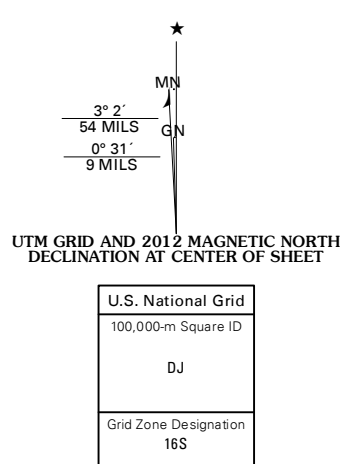 ★
MN
3° 2´
54 MILS
GN
0° 31´
9 MILS
UTM GRID AND 2012 MAGNETIC NORTH
DECLINATION AT CENTER OF SHEET
U.S. National Grid
100,000-m Square ID
DJ
Grid Zone Designation
16S